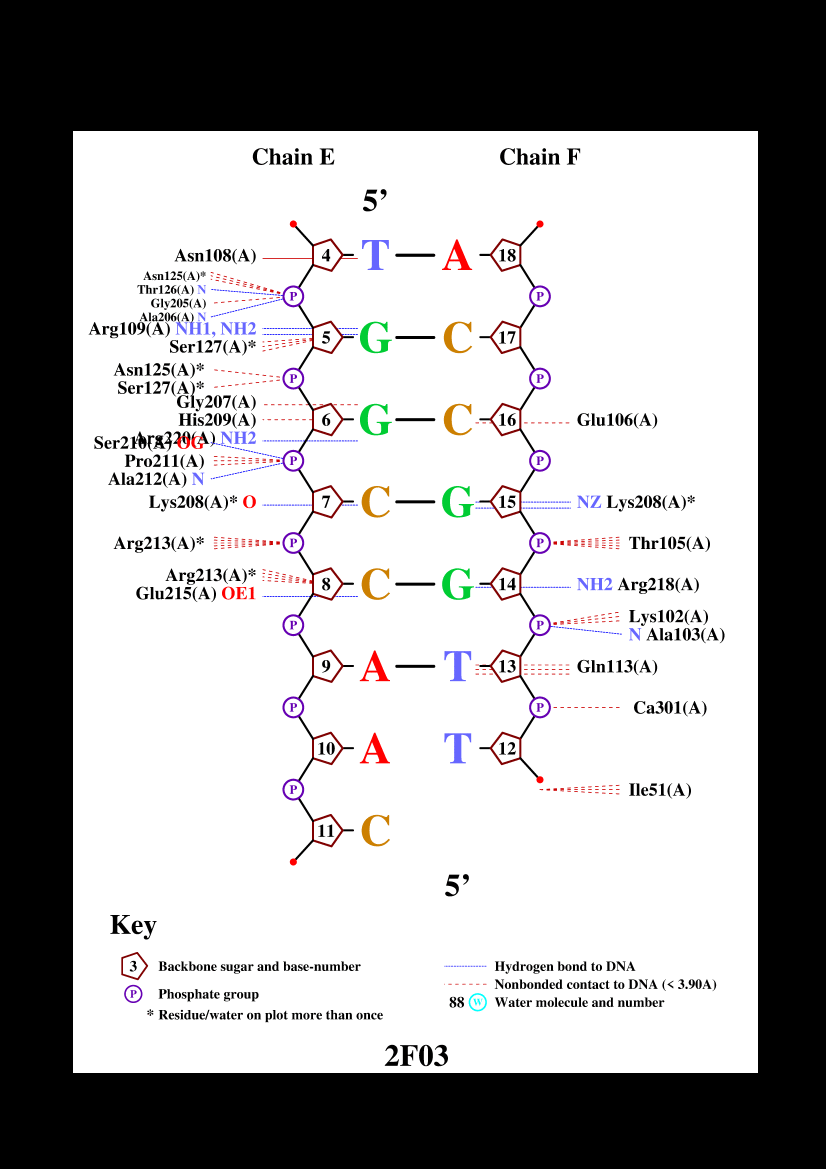 Chain E Chain F
5’
Asn108(A) 4 T A 18
Asn125(A)*
Thr126(A) N P P
Gly205(A)
Ala206(A) N
Arg109(A) NH1, NH2 5 G C 17
Ser127(A)*
Asn125(A)* P P
Ser127(A)*
Gly207(A)
His209(A) 6 G C 16 Glu106(A)
Arg220(A) NH2
Ser210(A) OG
Pro211(A) P P
Ala212(A) N
Lys208(A)* O 7 C G 15 NZ Lys208(A)*
Arg213(A)* P P Thr105(A)
Arg213(A)*
8 C G 14 NH2 Arg218(A)
Glu215(A) OE1
Lys102(A)
P P
N Ala103(A)
9 A T 13 Gln113(A)
P P Ca301(A)
10 A T 12
P Ile51(A)
11 C
5’
Key
3 Backbone sugar and base-number
P Phosphate group
* Residue/water on plot more than once
Hydrogen bond to DNA
Nonbonded contact to DNA (< 3.90A)
88 W Water molecule and number
2F03